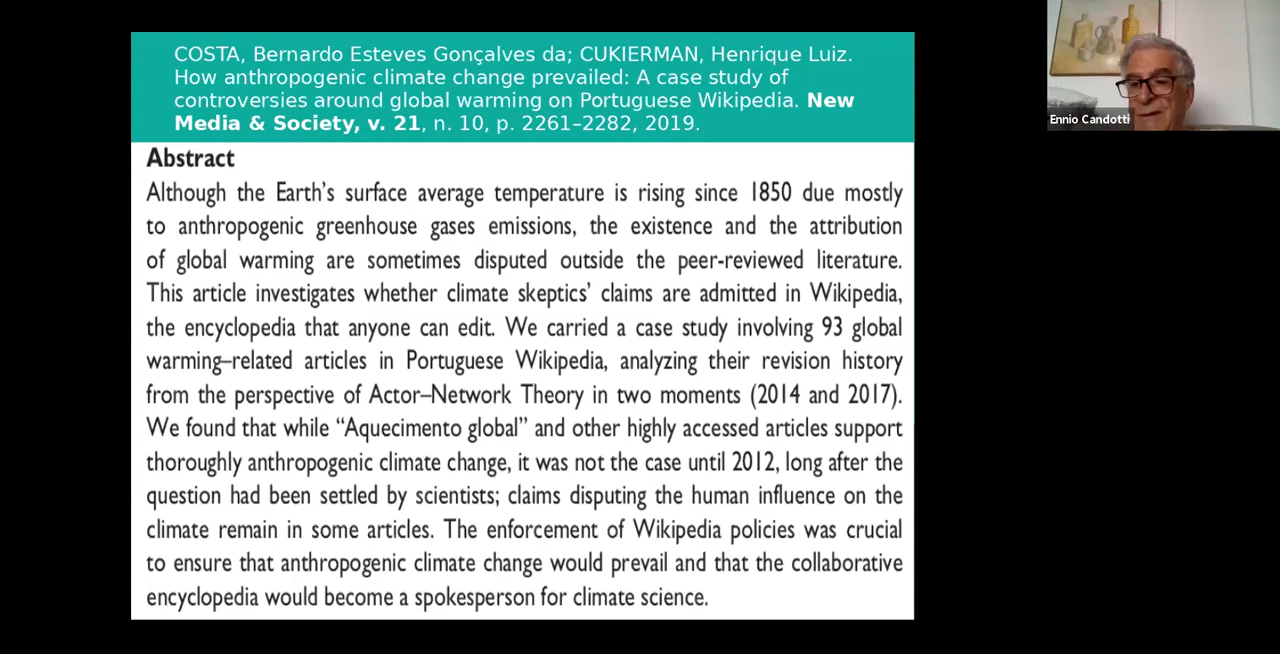 COSTA, Bernardo Esteves Gonçalves da; CUKIERMAN, Henrique Luiz.
How anthropogenic climate change prevailed: A case study of
controversies around global warming on Portuguese Wikipedia. New
Media & Society, v. 21, n. 10, p. 2261–2282, 2019.
Abstract
Although the Earth's surface average temperature is rising since 1850 due mostly
to anthropogenic greenhouse gases emissions, the existence and the attribution
of global warming are sometimes disputed outside the peer-reviewed literature.
This article investigates whether climate skeptics' claims are admitted in Wikipedia,
the encyclopedia that anyone can edit. We carried a case study involving 93 global
warming–related articles in Portuguese Wikipedia, analyzing their revision history
from the perspective of Actor–Network Theory in two moments (2014 and 2017).
We found that while “Aquecimento global” and other highly accessed articles support
thoroughly anthropogenic climate change, it was not the case until 2012, long after the
question had been settled by scientists; claims disputing the human influence on the
climate remain in some articles. The enforcement of Wikipedia policies was crucial
to ensure that anthropogenic climate change would prevail and that the collaborative
encyclopedia would become a spokesperson for climate science.
Ennio Candotti